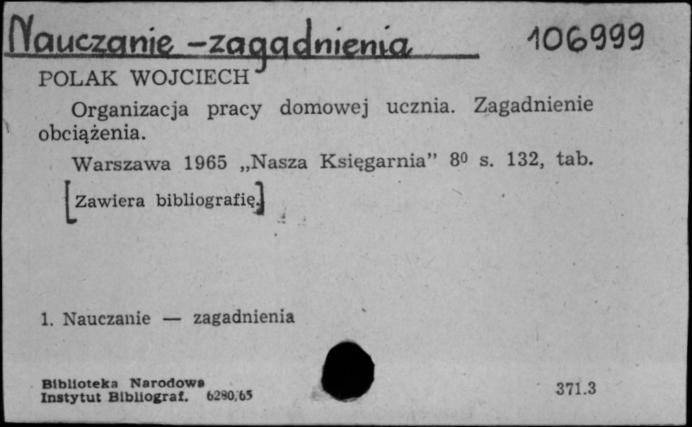 Nauczanie - zagadnienia 106999
POLAK WOJCIECH
Organizacja pracy domowej ucznia. Zagadnienie
obciążenia.
Warszawa 1965 „Nasza Księgarnia” 8⁰ s. 132, tab.
[Zawiera bibliografię.]
1. Nauczanie — zagadnienia
Biblioteka Narodowa
Instytut Bibliograf. 6280/65 371.3